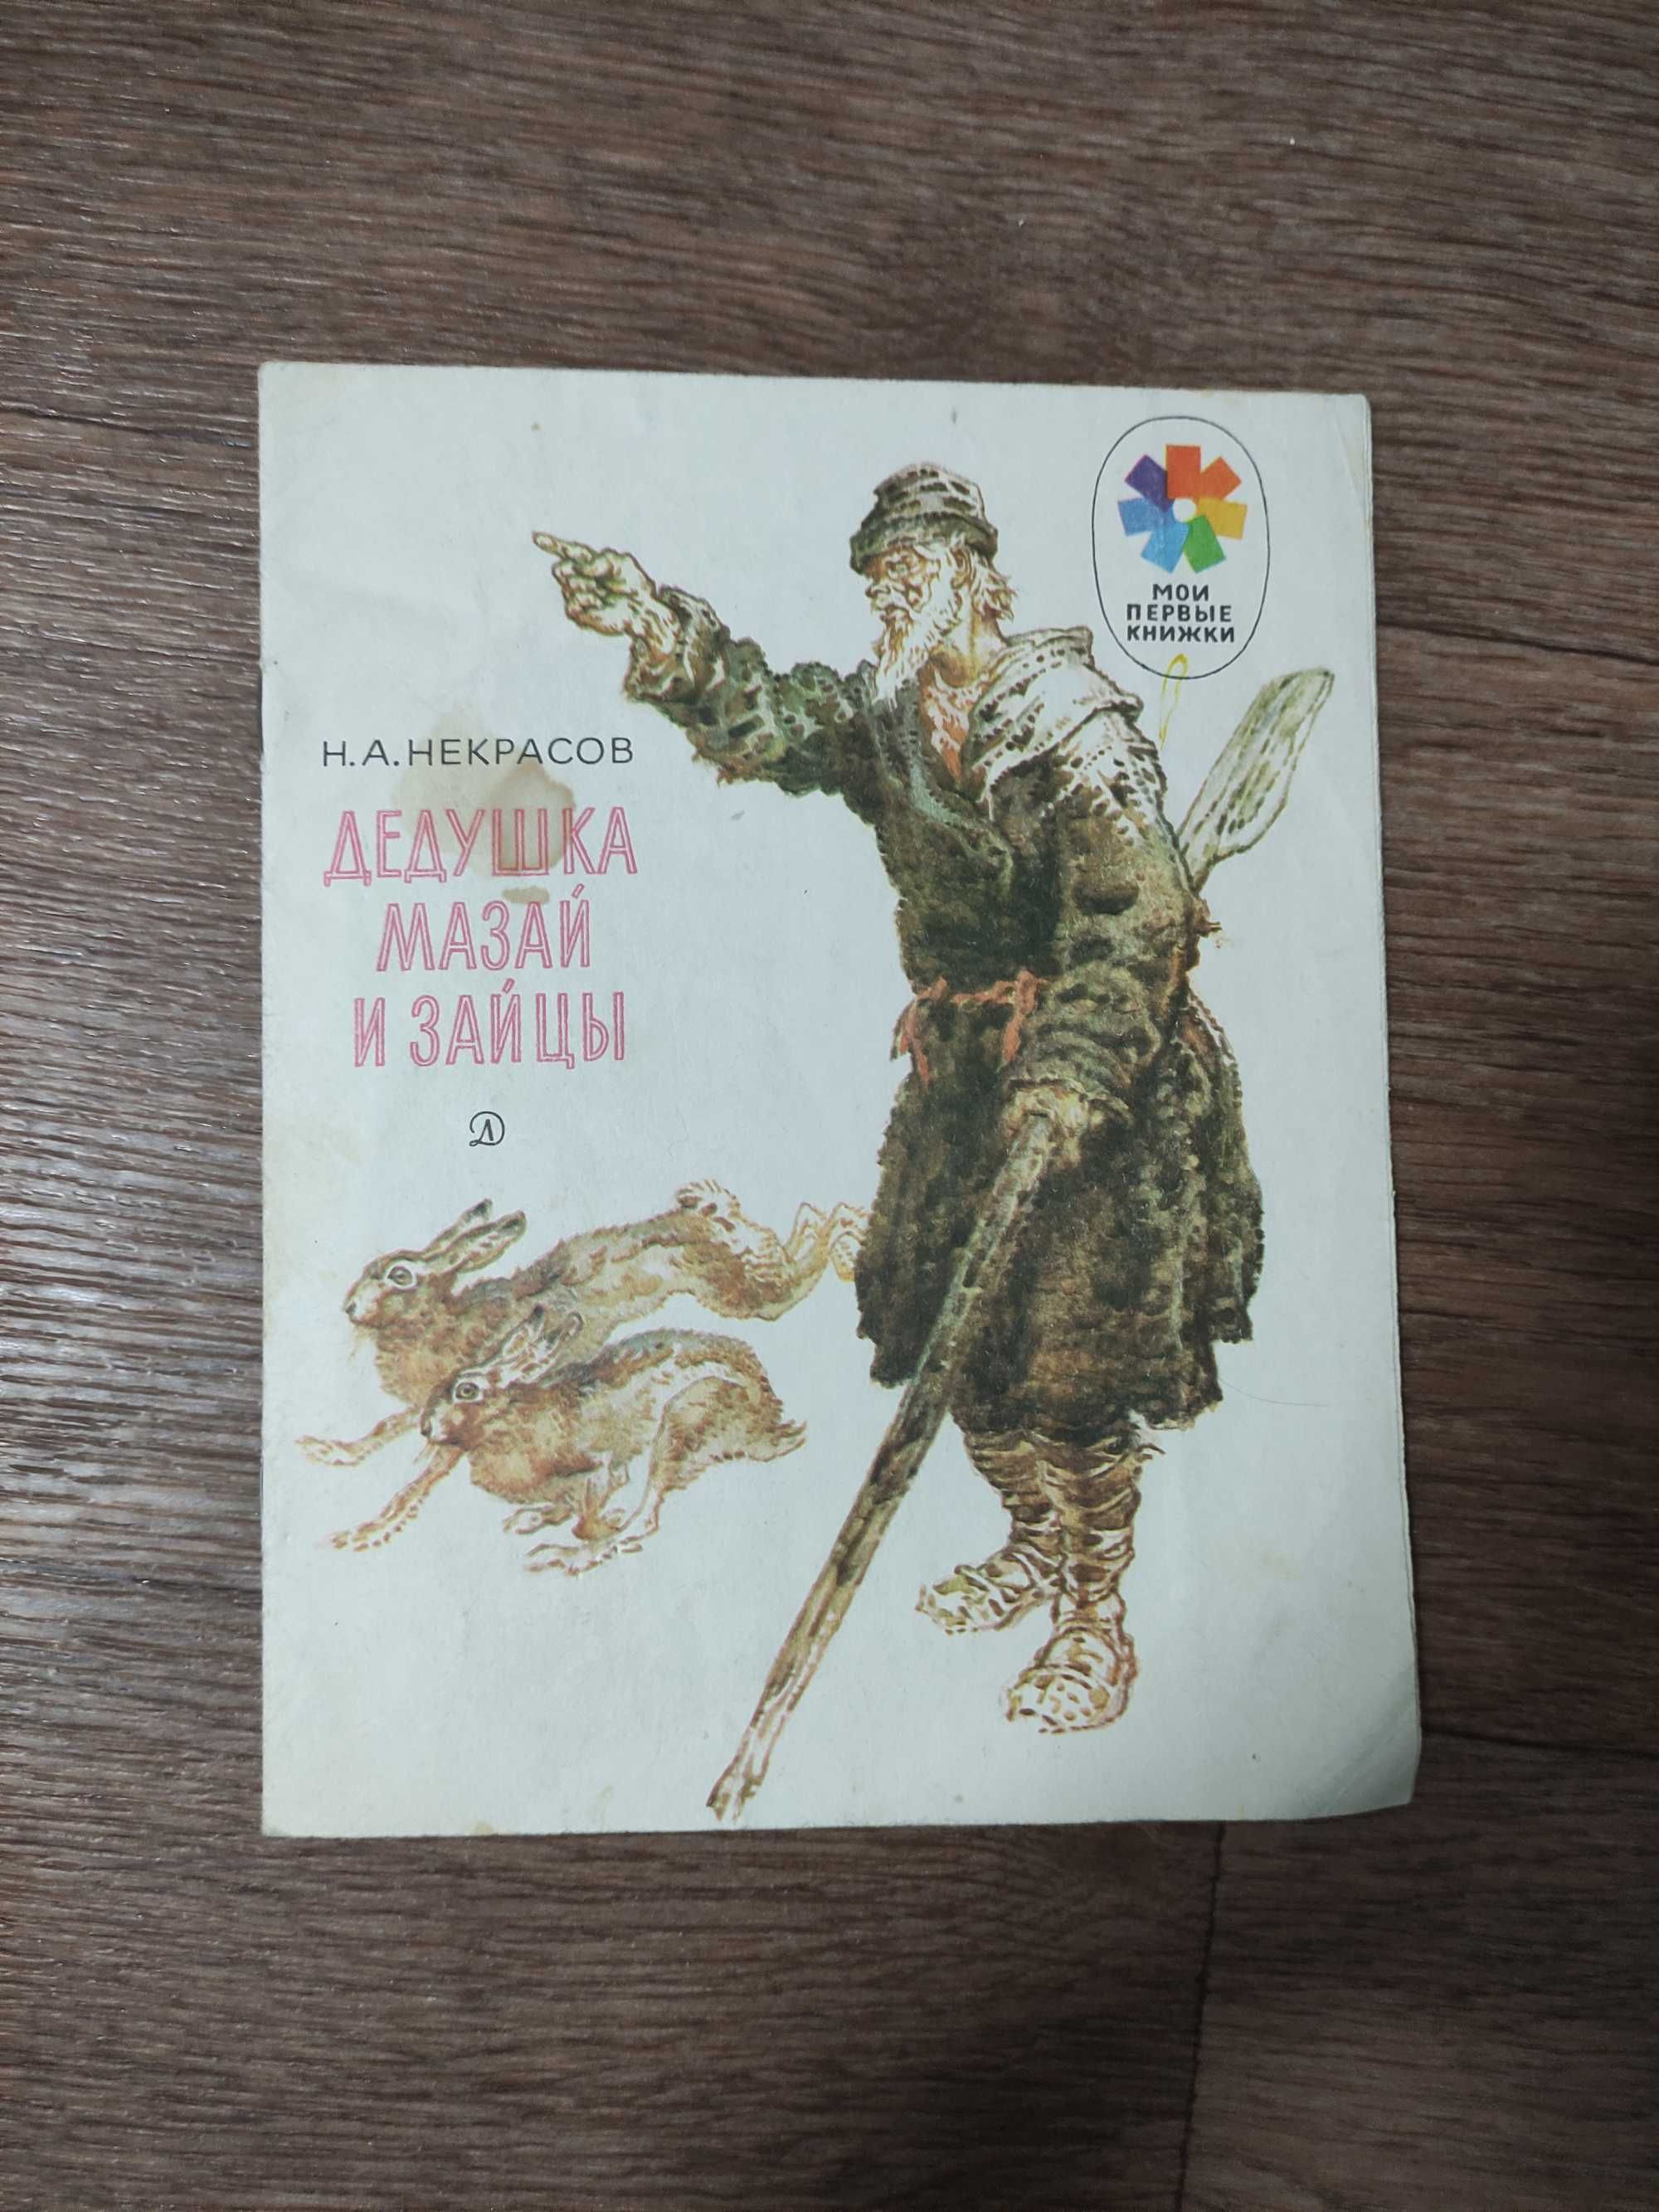 МОИ
ПЕРВЫЕ
КНИЖКИ
Н. А. НЕКРАСОВ
ДЕДУШКА
МАЗАЙ
И ЗАЙЦЫ
Д